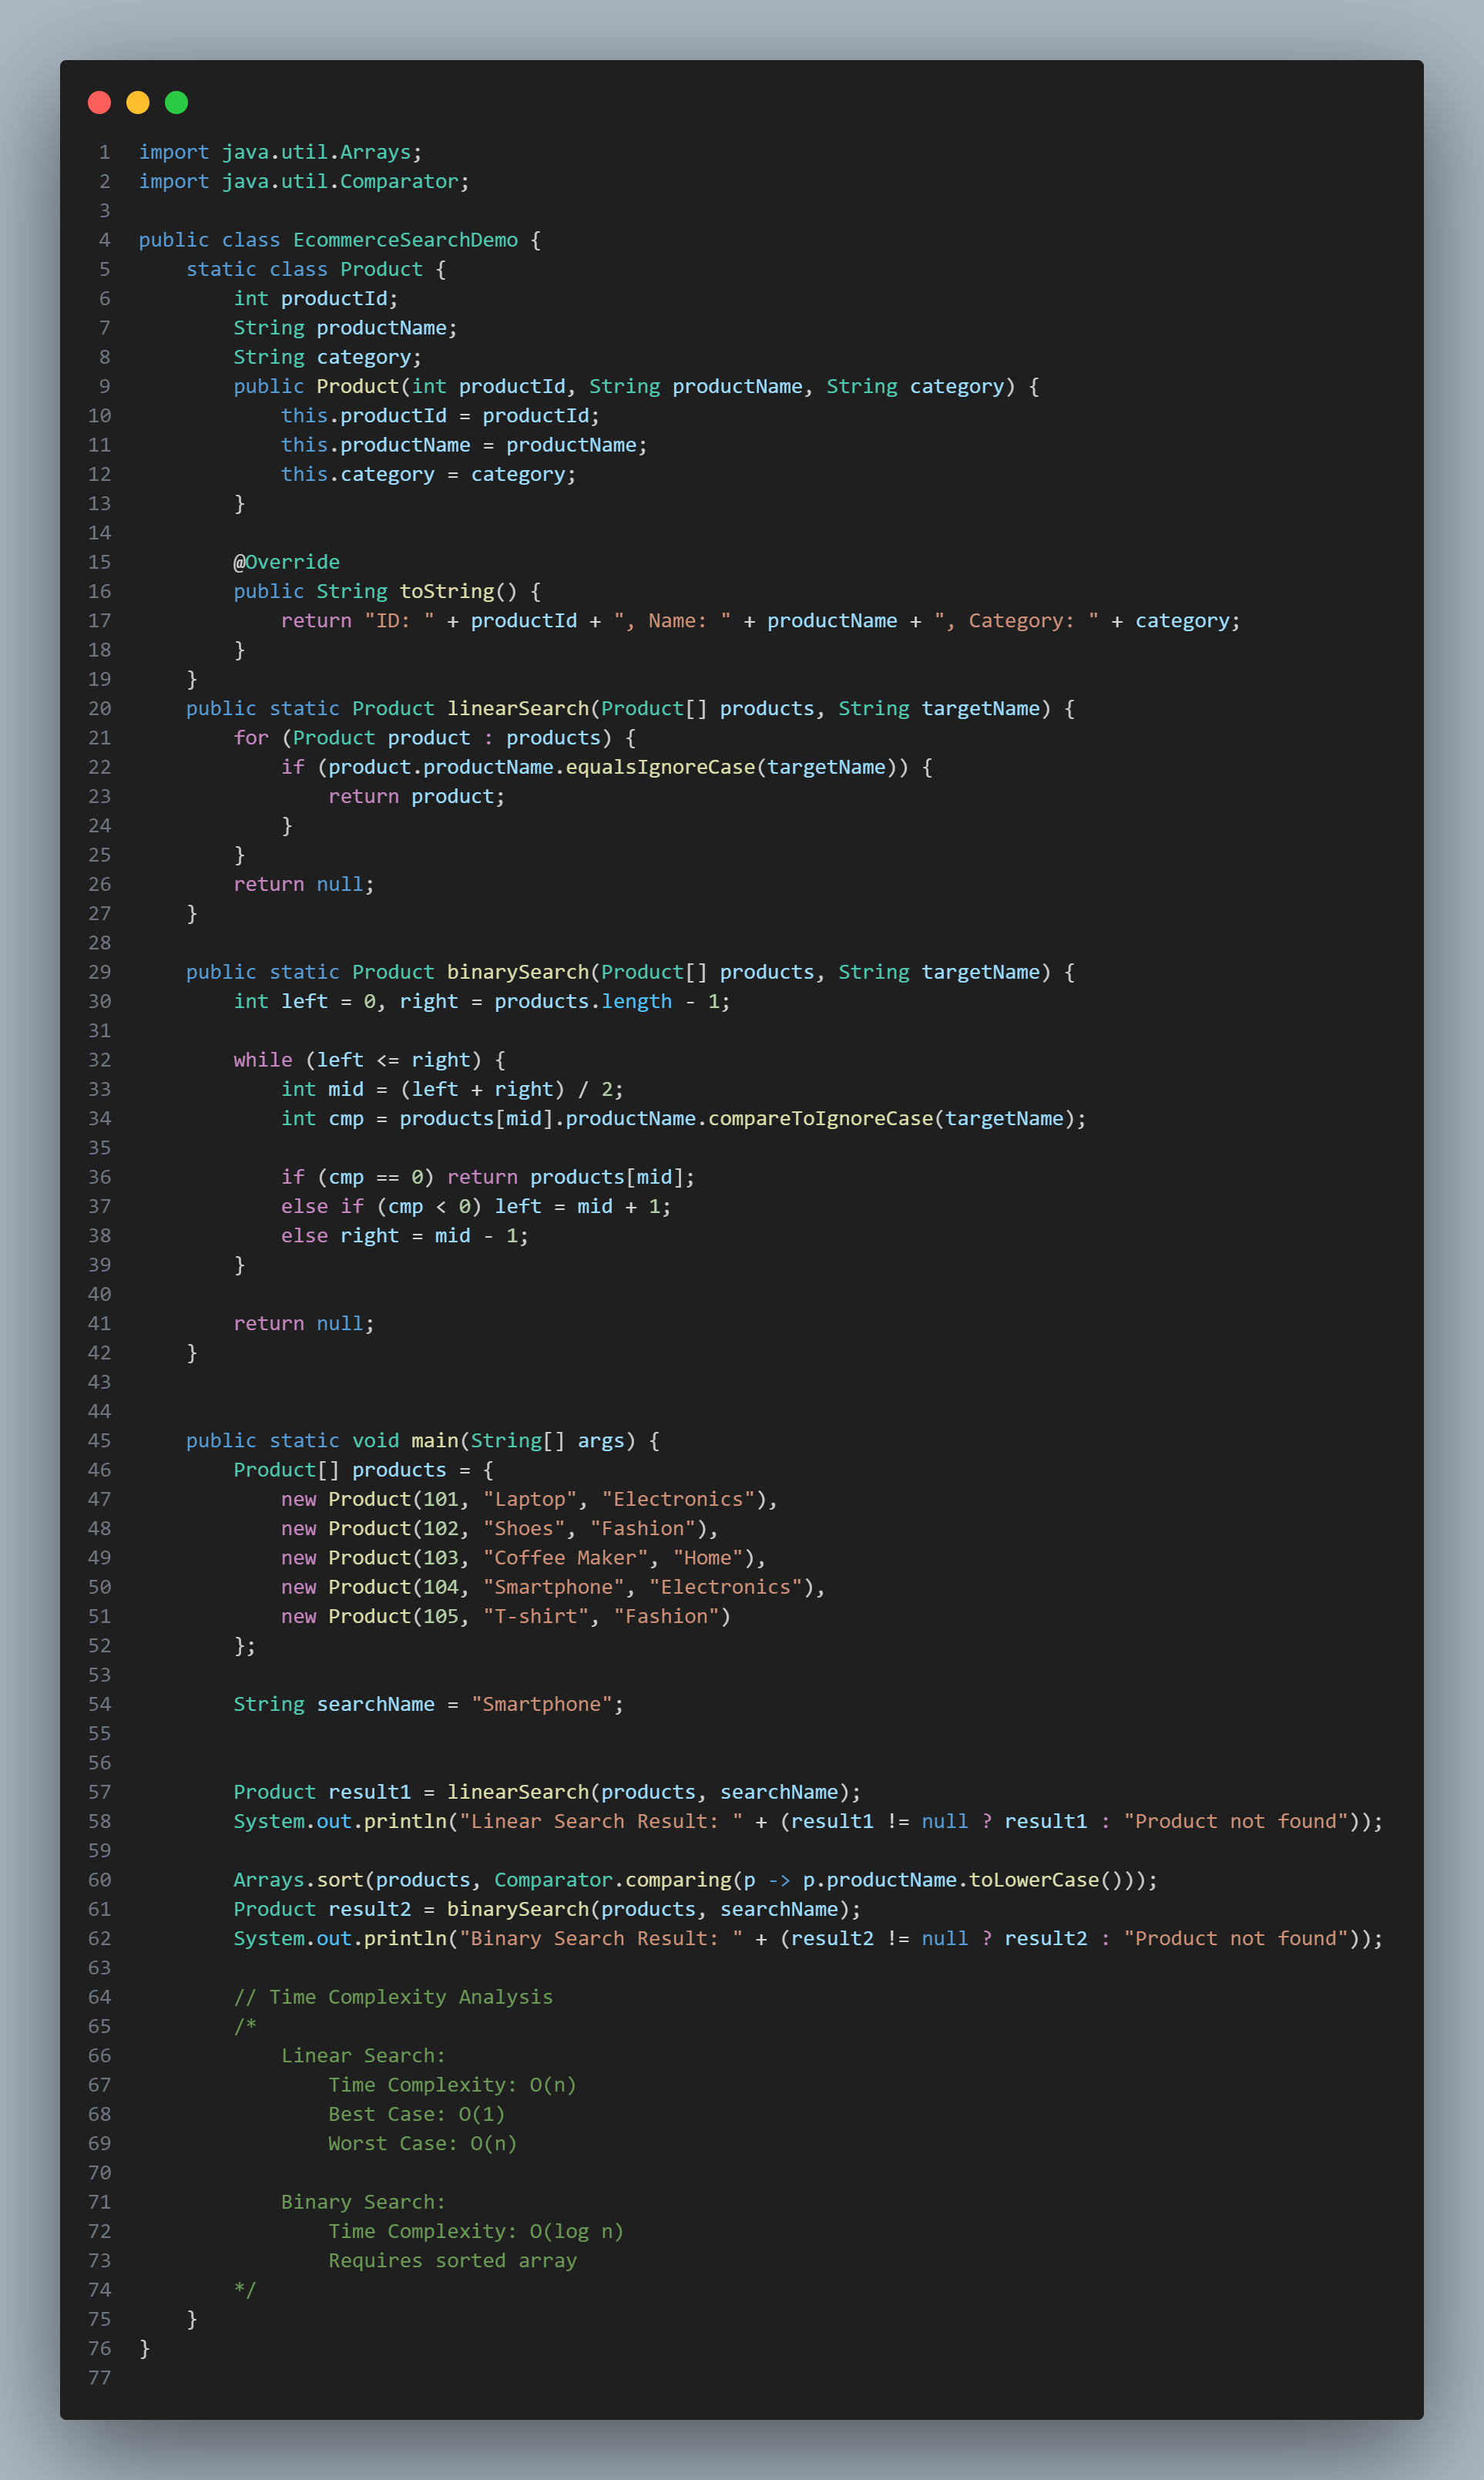 1 import java.util.Arrays;
2 import java.util.Comparator;
3
4 public class EcommerceSearchDemo {
5     static class Product {
6         int productId;
7         String productName;
8         String category;
9         public Product(int productId, String productName, String category) {
10             this.productId = productId;
11             this.productName = productName;
12             this.category = category;
13         }
14
15         @Override
16         public String toString() {
17             return "ID: " + productId + ", Name: " + productName + ", Category: " + category;
18         }
19     }
20     public static Product linearSearch(Product[] products, String targetName) {
21         for (Product product : products) {
22             if (product.productName.equalsIgnoreCase(targetName)) {
23                 return product;
24             }
25         }
26         return null;
27     }
28
29     public static Product binarySearch(Product[] products, String targetName) {
30         int left = 0, right = products.length - 1;
31
32         while (left <= right) {
33             int mid = (left + right) / 2;
34             int cmp = products[mid].productName.compareToIgnoreCase(targetName);
35
36             if (cmp == 0) return products[mid];
37             else if (cmp < 0) left = mid + 1;
38             else right = mid - 1;
39         }
40
41         return null;
42     }
43
44
45     public static void main(String[] args) {
46         Product[] products = {
47             new Product(101, "Laptop", "Electronics"),
48             new Product(102, "Shoes", "Fashion"),
49             new Product(103, "Coffee Maker", "Home"),
50             new Product(104, "Smartphone", "Electronics"),
51             new Product(105, "T-shirt", "Fashion")
52         };
53
54         String searchName = "Smartphone";
55
56
57         Product result1 = linearSearch(products, searchName);
58         System.out.println("Linear Search Result: " + (result1 != null ? result1 : "Product not found"));
59
60         Arrays.sort(products, Comparator.comparing(p -> p.productName.toLowerCase()));
61         Product result2 = binarySearch(products, searchName);
62         System.out.println("Binary Search Result: " + (result2 != null ? result2 : "Product not found"));
63
64         // Time Complexity Analysis
65         /*
66             Linear Search:
67                 Time Complexity: O(n)
68                 Best Case: O(1)
69                 Worst Case: O(n)
70
71             Binary Search:
72                 Time Complexity: O(log n)
73                 Requires sorted array
74         */
75     }
76 }
77